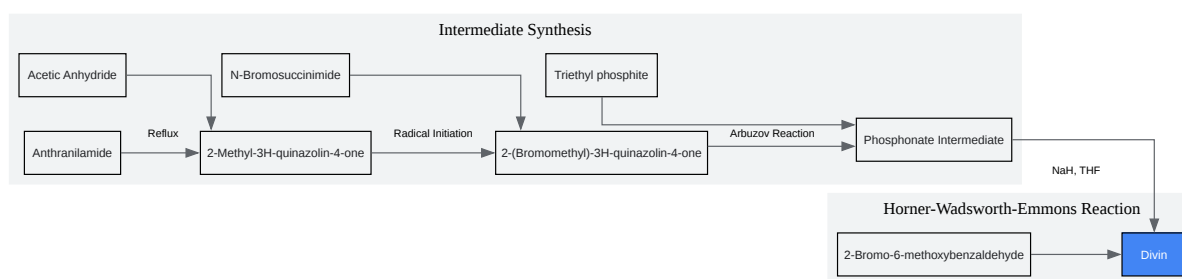 Intermediate Synthesis
Acetic Anhydride
N-Bromosuccinimide
Triethyl phosphite
Reflux
Radical Initiation
Arbuzov Reaction
Anthranilamide
2-Methyl-3H-quinazolin-4-one
2-(Bromomethyl)-3H-quinazolin-4-one
Phosphonate Intermediate
NaH, THF
Horner-Wadsworth-Emmons Reaction
2-Bromo-6-methoxybenzaldehyde
Divin